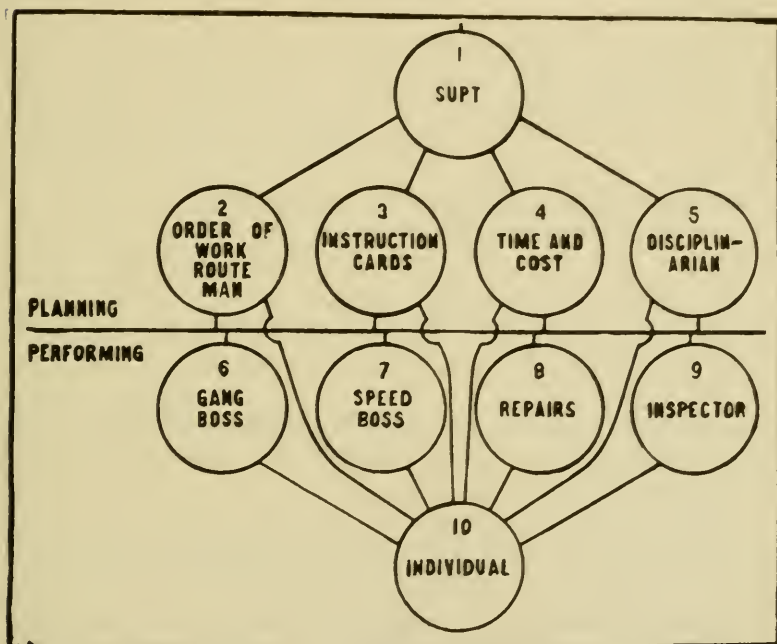 1
SUPT
2
ORDER OF
WORK
ROUTE
MAN
3
INSTRUCTION
CARDS
4
TIME AND
COST
5
DISCIPLIN-
ARIAN
PLANNING
PERFORMING
6
GANG
BOSS
7
SPEED
BOSS
8
REPAIRS
9
INSPECTOR
10
INDIVIDUAL